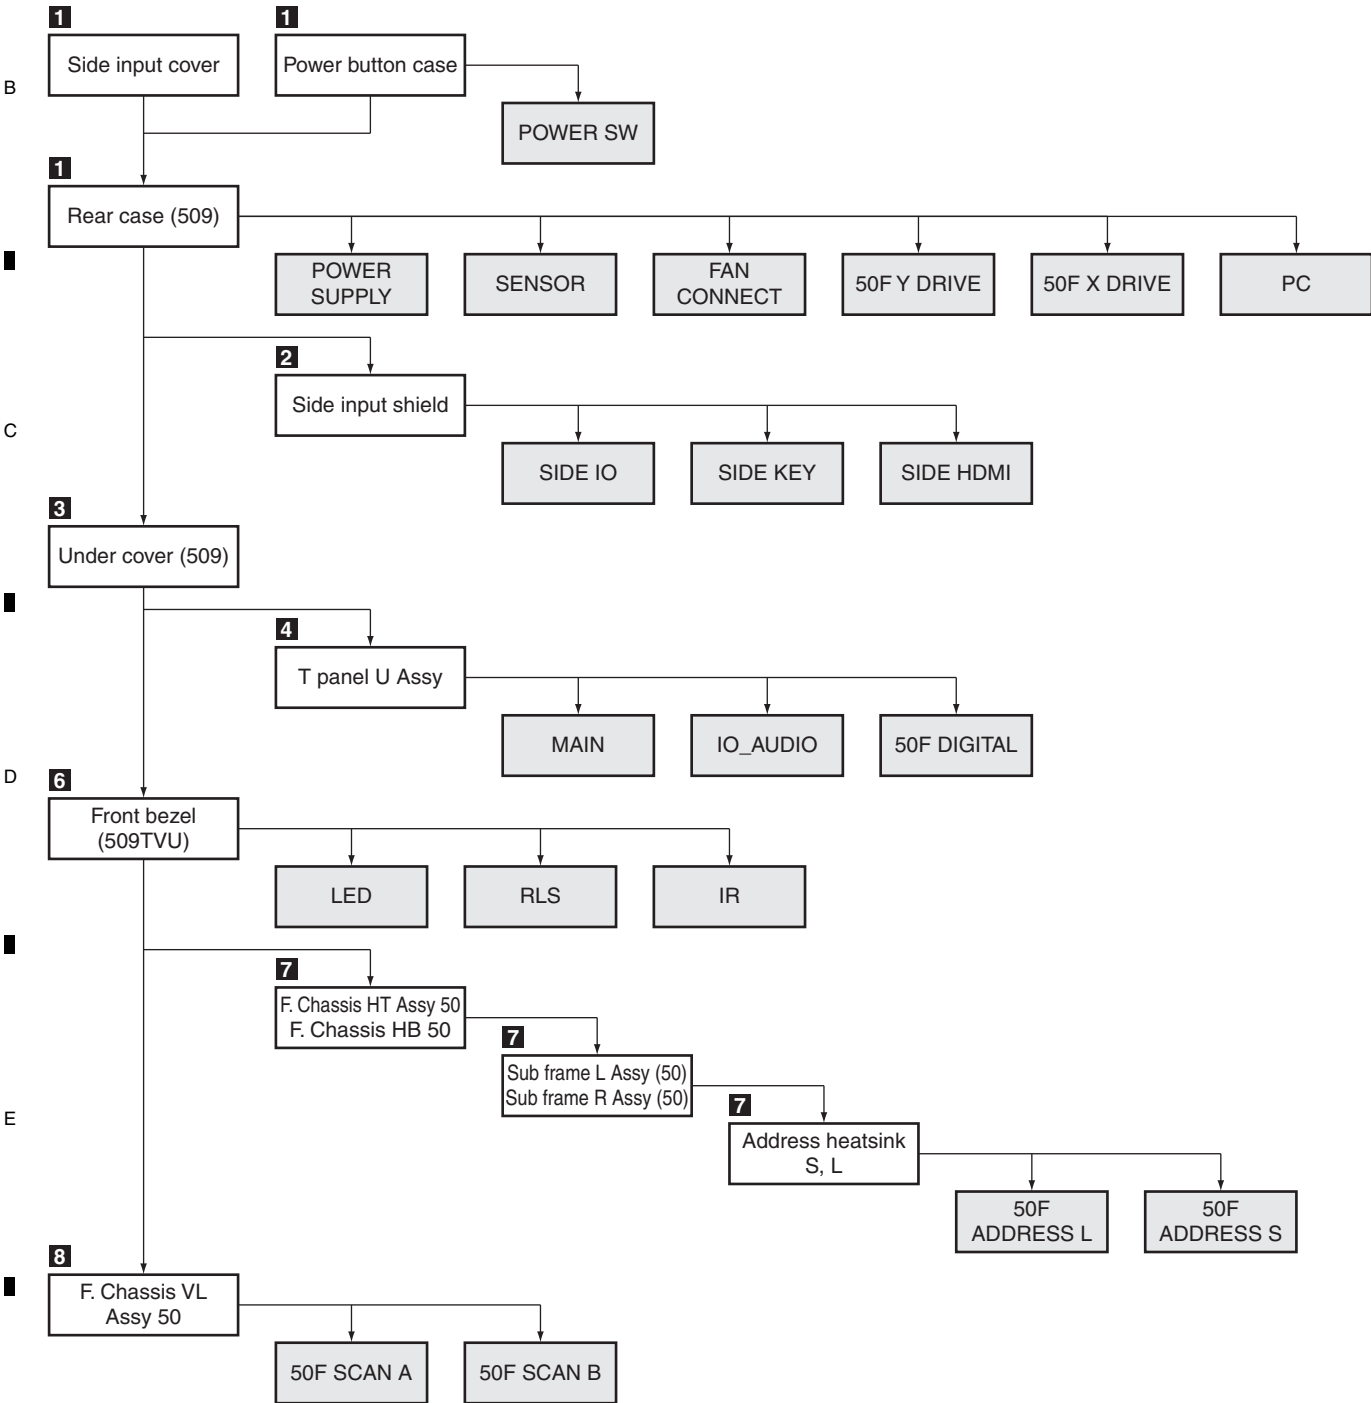 1
1
Side input cover
Power button case
B
POWER SW
1
Rear case (509)
POWER
SUPPLY
SENSOR
FAN
CONNECT
50F Y DRIVE
50F X DRIVE
PC
2
Side input shield
C
SIDE IO
SIDE KEY
SIDE HDMI
3
Under cover (509)
4
T panel U Assy
MAIN
IO_AUDIO
50F DIGITAL
D
6
Front bezel
(509TVU)
LED
RLS
IR
7
F. Chassis HT Assy 50
F. Chassis HB 50
7
Sub frame L Assy (50)
Sub frame R Assy (50)
7
E
Address heatsink
S, L
50F
ADDRESS L
50F
ADDRESS S
8
F. Chassis VL
Assy 50
50F SCAN A
50F SCAN B